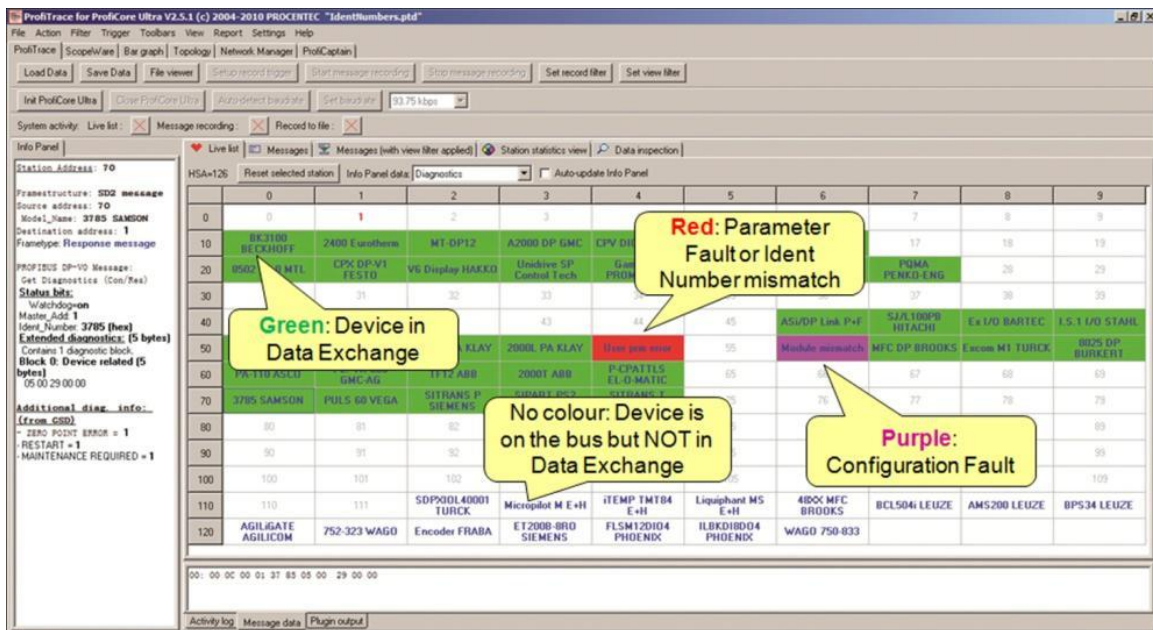 ProfiTrace for ProfiCore Ultra V2.5.1 (c) 2004-2010 PROCENTEC "IdentNumbers.ptd"
File Action Filter Trigger Toolbars View Report Settings Help
ProfiTrace ScopeWare Bar graph Topology Network Manager ProfiCaptain
Load Data Save Data File viewer Setup record trigger Start message recording Stop message recording Set record filter Set view filter
Init ProfiCore Ultra Close ProfiCore Ultra Auto-detect baudrate Set baudrate 93.75 kbps
System activity: Live list: Message recording: Record to file:
Info Panel
Station Address: 70
Framestructure: SD2 message
Source address: 70
Model_Name: 3785 SAMSON
Destination address: 1
Frametype: Response message
PROFIBUS DP-V0 Message:
Get Diagnostics (Con/Res)
Status bits:
Watchdog=on
Master_Add 1
Ident_Number: 3785 (hex)
Extended diagnostics: (5 bytes)
Contains 1 diagnostic block.
Block 0: Device related (5
bytes)
05 00 29 00 00
Additional diag. info:
(from GSD)
- ZERO POINT ERROR = 1
- RESTART = 1
- MAINTENANCE REQUIRED = 1
Live list Messages Messages (with view filter applied) Station statistics view Data inspection
HSA=126 Reset selected station Info Panel data: Diagnostics Auto-update Info Panel
0 1 2 3 4 5 6 7 8 9
0 0 1 2 3 7 8 9
10 BK3100 BECKHOFF 2400 Eurotherm MT-DP12 A2000 DP GMC 17 18 19
20 MTL CPX DP-V1 FESTO V6 Display HAKKO Unidrive SP Control Tech PQMA PENKO-ENG 28 29
30 31 32 33 37 38 39
40 43 44 45 ASi/DP Link P+F SJ/L100PB HITACHI Ex I/O BARTEC I.S.1 I/O STAHL
50 KLAY 2000L PA KLAY User prm error 55 Module mismatch MFC DP BROOKS Excom M1 TURCK 8025 DP BURKERT
60 PA-110 ASCO GMC-AG TF12 ABB 2000T ABB P-CPATTLS EL-O-MATIC 65 67 68 69
70 3785 SAMSON PULS 60 VEGA SITRANS P SIEMENS SIPART PS2 SITRANS T 75 76 77 78 79
80 80 81 82 89
90 90 91 92 99
100 100 101 102 105 109
110 110 111 SDPX10L40001 TURCK Micropilot M E+H iTEMP TMT84 E+H Liquiphant MS E+H 4800X MFC BROOKS BCL504i LEUZE AMS200 LEUZE BPS34 LEUZE
120 AGILiGATE AGILICOM 752-323 WAGO Encoder FRABA ET200B-8RO SIEMENS FLSM12DIO4 PHOENIX ILBKDI8DO4 PHOENIX WAGO 750-833
Red: Parameter
Fault or Ident
Number mismatch
Green: Device in
Data Exchange
No colour: Device is
on the bus but NOT in
Data Exchange
Purple:
Configuration Fault
00: 00 0C 00 01 37 85 05 00 29 00 00
Activity log Message data Plugin output